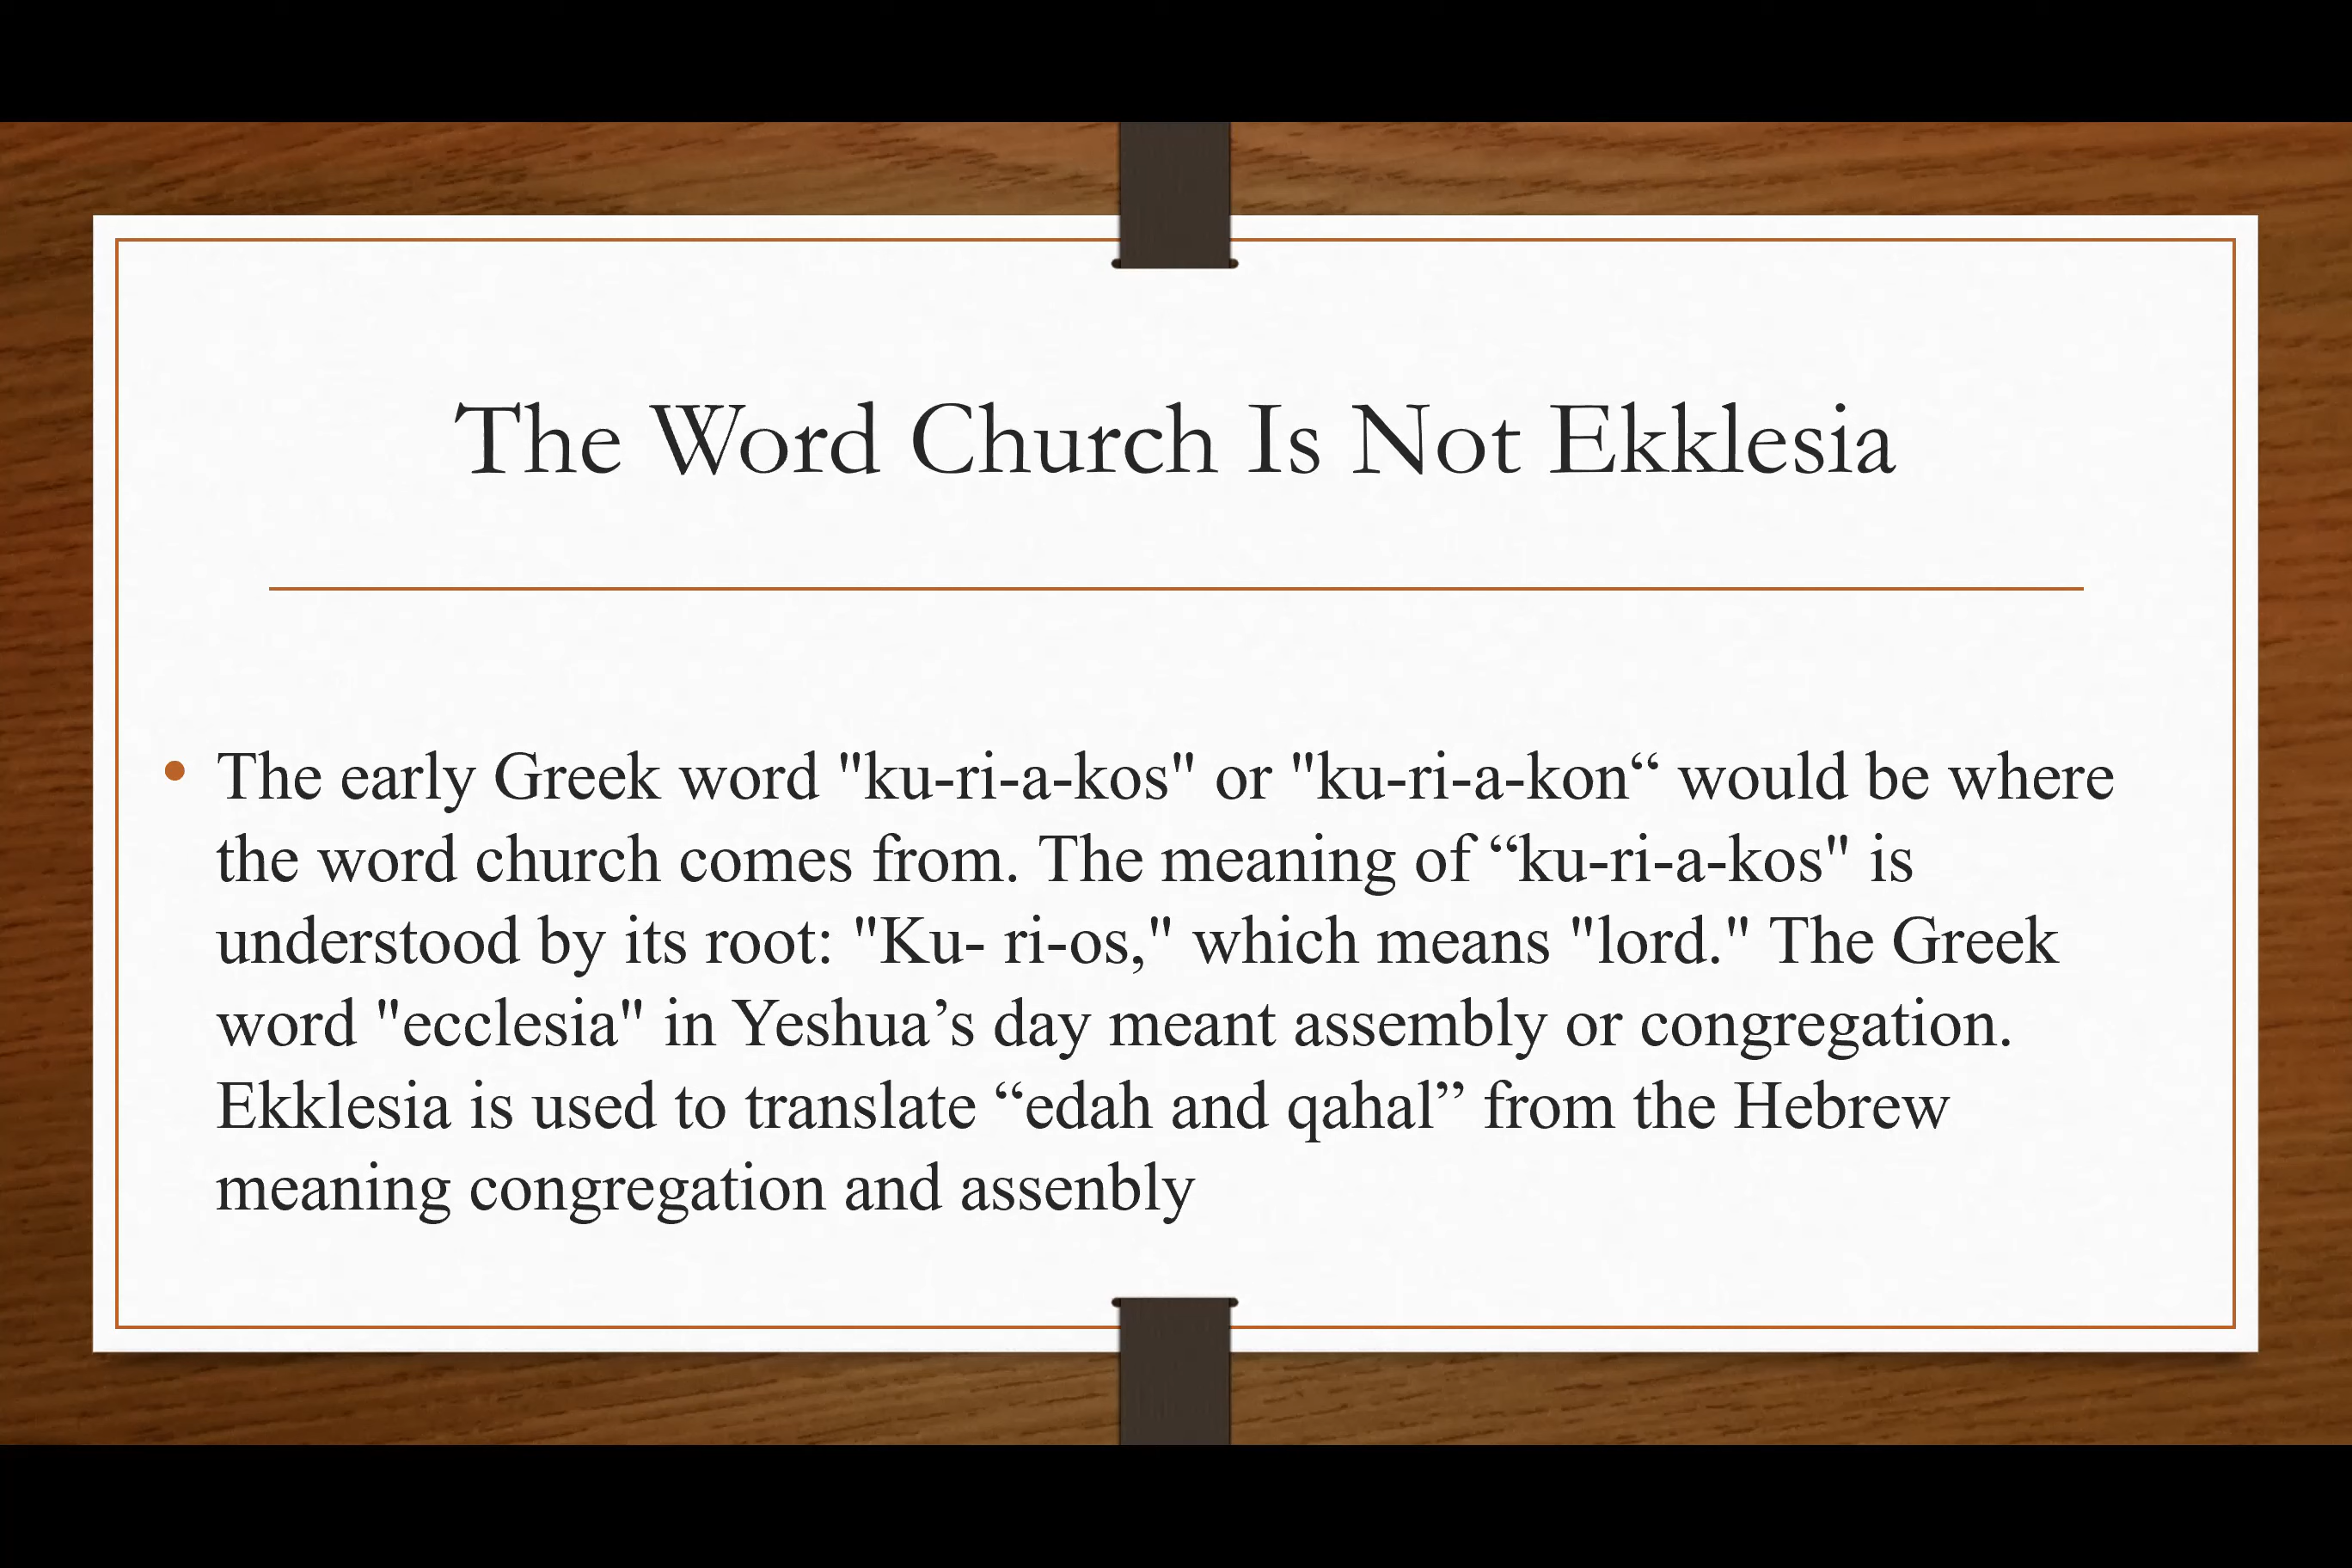 The Word Church Is Not Ekklesia
• The early Greek word "ku-ri-a-kos" or "ku-ri-a-kon“ would be where
the word church comes from. The meaning of “ku-ri-a-kos" is
understood by its root: "Ku- ri-os," which means "lord." The Greek
word "ecclesia" in Yeshua’s day meant assembly or congregation.
Ekklesia is used to translate “edah and qahal” from the Hebrew
meaning congregation and assenbly